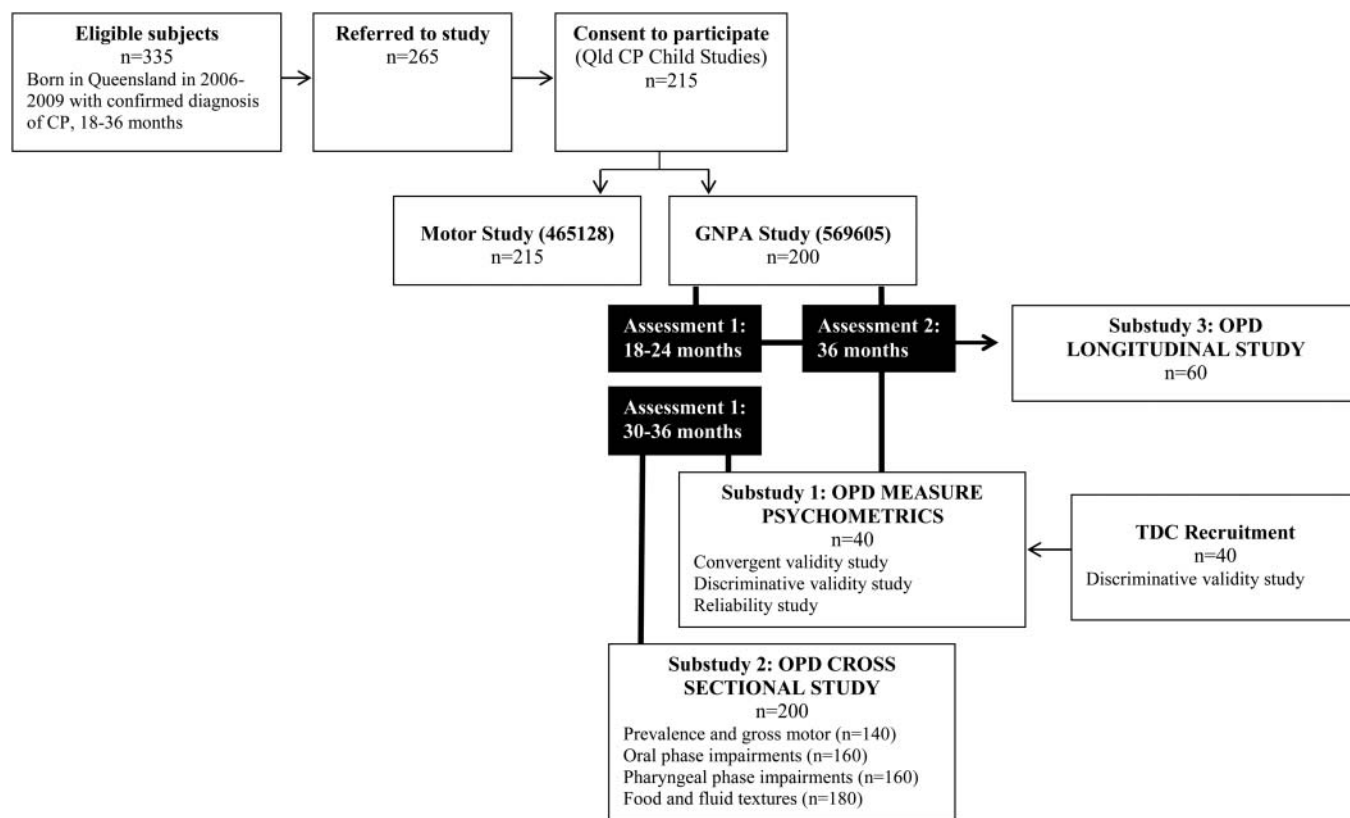 Eligible subjects
n=335
Born in Queensland in 2006-
2009 with confirmed diagnosis
of CP, 18-36 months
Referred to study
n=265
Consent to participate
(Qld CP Child Studies)
n=215
Motor Study (465128)
n=215
GNPA Study (569605)
n=200
Assessment 1:
18-24 months
Assessment 2:
36 months
Substudy 3: OPD
LONGITUDINAL STUDY
n=60
Assessment 1:
30-36 months
Substudy 1: OPD MEASURE
PSYCHOMETRICS
n=40
Convergent validity study
Discriminative validity study
Reliability study
TDC Recruitment
n=40
Discriminative validity study
Substudy 2: OPD CROSS
SECTIONAL STUDY
n=200
Prevalence and gross motor (n=140)
Oral phase impairments (n=160)
Pharyngeal phase impairments (n=160)
Food and fluid textures (n=180)